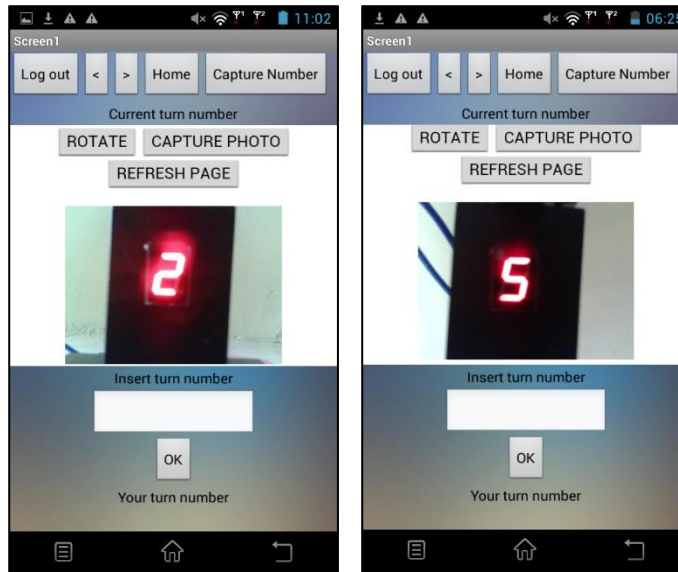 11:02
Screen1
Log out < > Home Capture Number
Current turn number
ROTATE CAPTURE PHOTO
REFRESH PAGE
2
Insert turn number
OK
Your turn number
06:25
Screen1
Log out < > Home Capture Number
Current turn number
ROTATE CAPTURE PHOTO
REFRESH PAGE
5
Insert turn number
OK
Your turn number